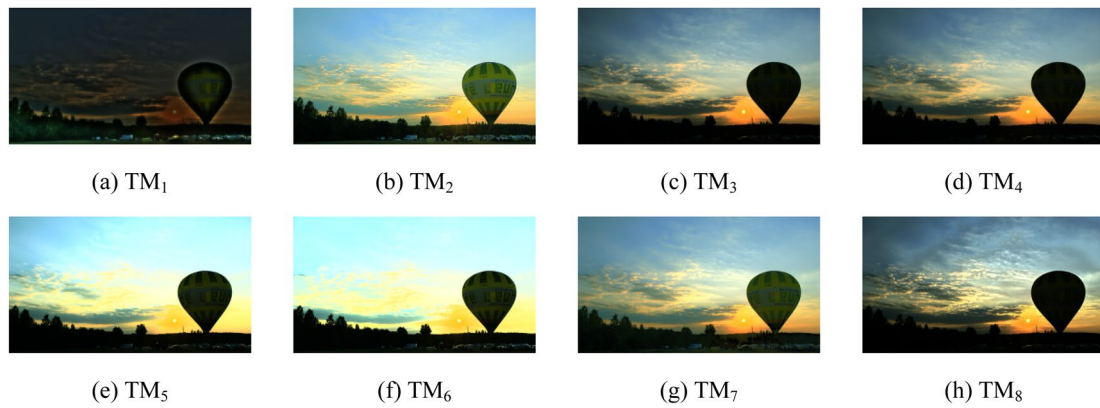 (a) TM₁ (b) TM₂ (c) TM₃ (d) TM₄
(e) TM₅ (f) TM₆ (g) TM₇ (h) TM₈